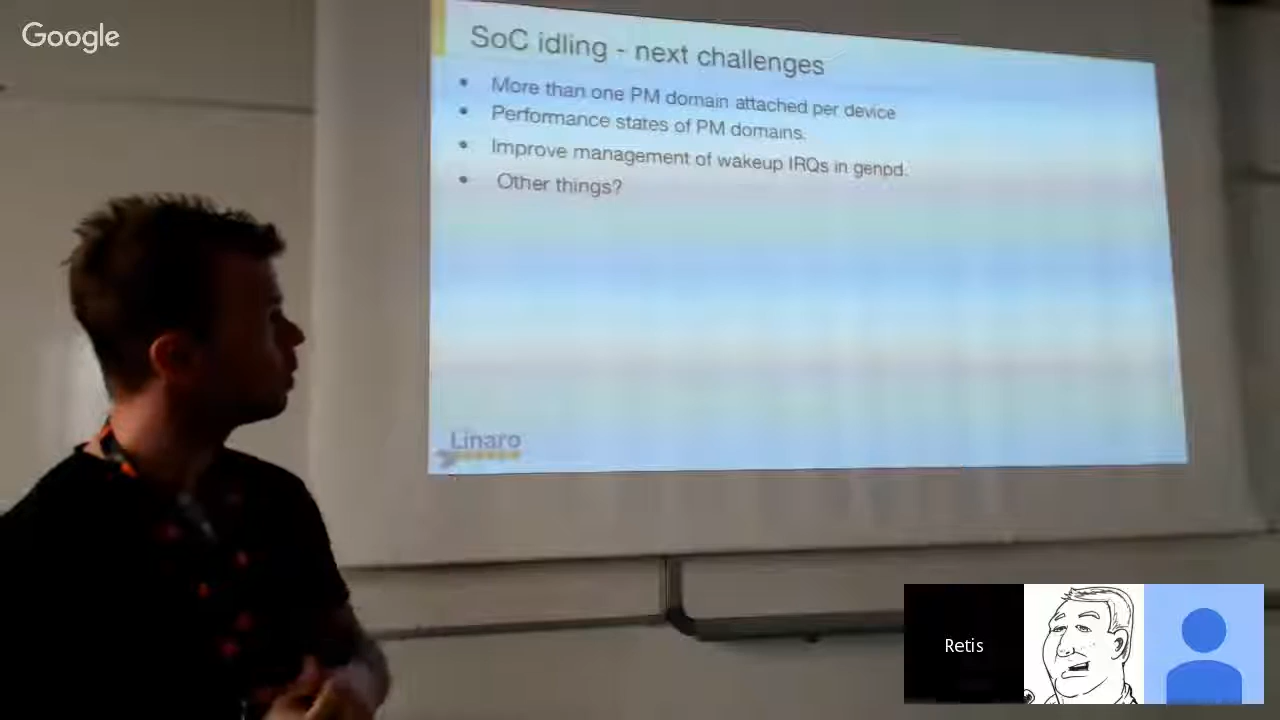 Google
SoC idling - next challenges
• More than one PM domain attached per device
• Performance states of PM domains.
• Improve management of wakeup IRQs in genpd.
• Other things?
Linaro
Retis